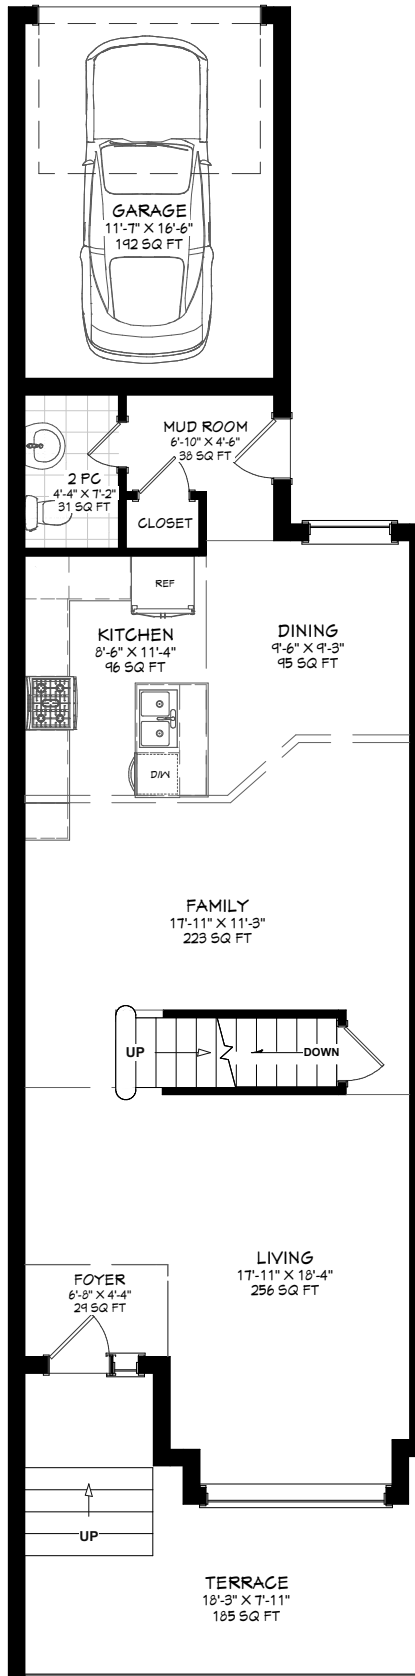 GARAGE
11'-7" X 16'-6"
192 SQ FT
MUD ROOM
6'-10" X 4'-6"
38 SQ FT
2 PC
4'-4" X 7'-2"
31 SQ FT
CLOSET
REF
KITCHEN
8'-6" X 11'-4"
96 SQ FT
DINING
9'-6" X 9'-3"
95 SQ FT
D/W
FAMILY
17'-11" X 11'-3"
223 SQ FT
UP
DOWN
LIVING
17'-11" X 18'-4"
256 SQ FT
FOYER
6'-8" X 4'-4"
29 SQ FT
UP
TERRACE
18'-3" X 7'-11"
185 SQ FT